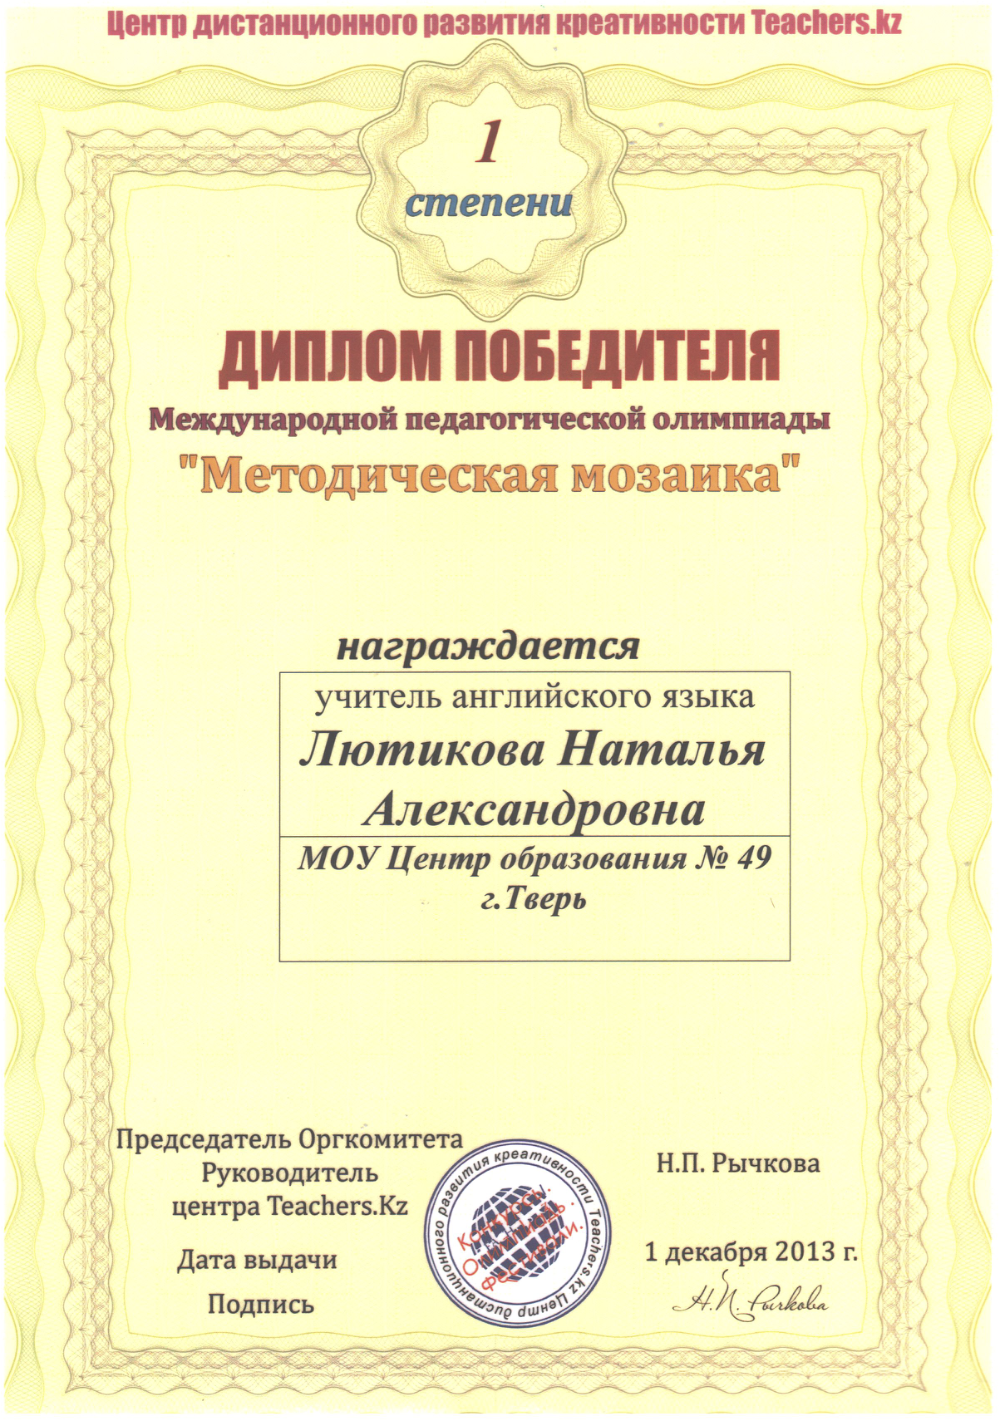 Центр дистанционного развития креативности Teachers.kz
1
степени
ДИПЛОМ ПОБЕДИТЕЛЯ
Международной педагогической олимпиады
"Методическая мозаика"
награждается
учитель английского языка
Лютикова Наталья
Александровна
МОУ Центр образования № 49
г.Тверь
Председатель Оргкомитета
Руководитель
центра Teachers.Kz
Н.П. Рычкова
Дата выдачи
1 декабря 2013 г.
Подпись
Н.П. Рычкова
Центр дистанционного развития креативности Teachers.kz
Конкурсы.
Олимпиады.
Фестивали.